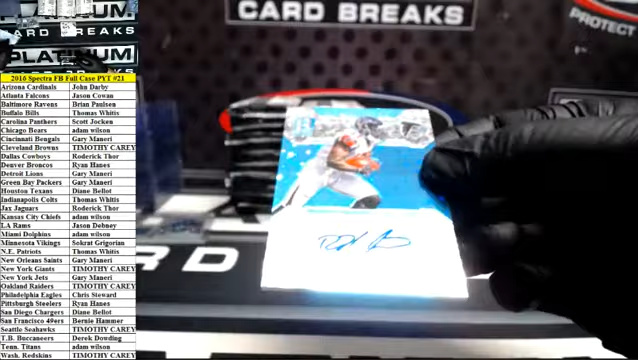 CARD BREAKS
PLATINUM
PROTECT
CARD BREAKS
PLATINUM
2016 Spectra FB Full Case PYT #21
Arizona Cardinals John Darby
Atlanta Falcons Jason Cowan
Baltimore Ravens Brian Paulsen
Buffalo Bills Thomas Whitis
Carolina Panthers Scott Jocken
Chicago Bears adam wilson
Cincinnati Bengals Gary Maneri
Cleveland Browns TIMOTHY CAREY
Dallas Cowboys Roderick Thor
Denver Broncos Ryan Hanes
Detroit Lions Gary Maneri
Green Bay Packers Gary Maneri
Houston Texans Diane Bellot
Indianapolis Colts Thomas Whitis
Jax Jaguars Roderick Thor
Kansas City Chiefs adam wilson
LA Rams Jason Debney
Miami Dolphins adam wilson
Minnesota Vikings Sokrat Grigorian
N.E. Patriots Thomas Whitis
New Orleans Saints Gary Maneri
New York Giants TIMOTHY CAREY
New York Jets Gary Maneri
Oakland Raiders TIMOTHY CAREY
Philadelphia Eagles Chris Steward
Pittsburgh Steelers Ryan Hanes
San Diego Chargers Diane Bellot
San Francisco 49ers Bernie Hammer
Seattle Seahawks TIMOTHY CAREY
T.B. Buccaneers Derek Dowding
Tenn. Titans adam wilson
Wash. Redskins TIMOTHY CAREY
R D